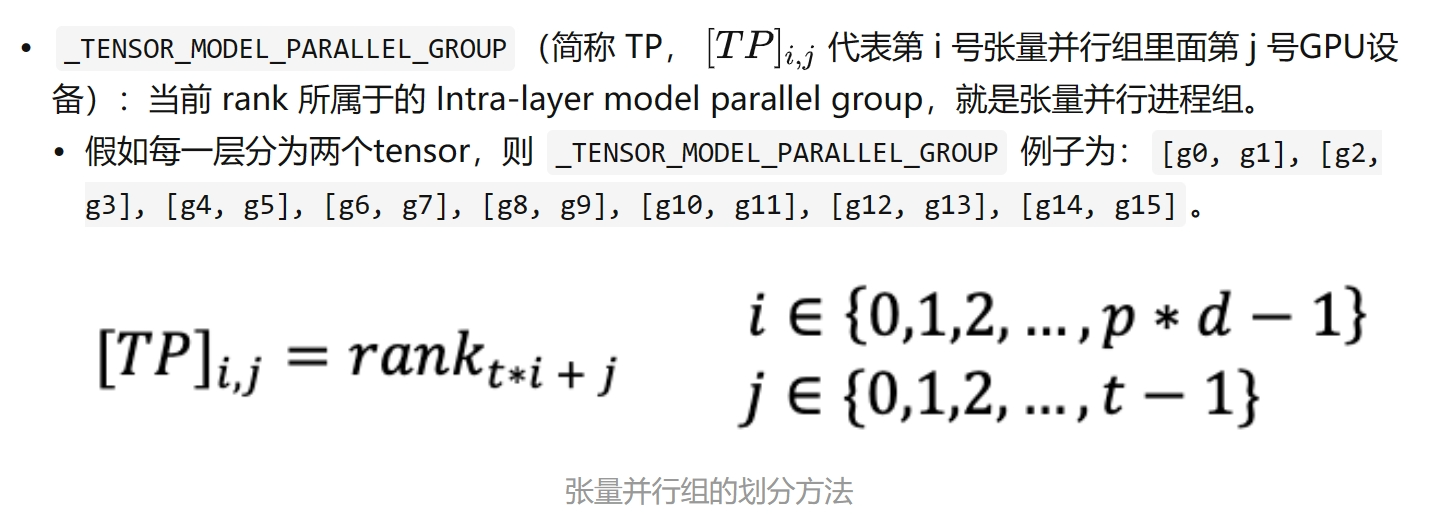 • _TENSOR_MODEL_PARALLEL_GROUP （简称 TP， [TP]i,j 代表第 i 号张量并行组里面第 j 号GPU设
备）：当前 rank 所属于的 Intra-layer model parallel group，就是张量并行进程组。
• 假如每一层分为两个tensor，则 _TENSOR_MODEL_PARALLEL_GROUP 例子为： [g0, g1], [g2,
g3], [g4, g5], [g6, g7], [g8, g9], [g10, g11], [g12, g13], [g14, g15] 。
[TP]i,j = rank t*i + j
i ∈ {0,1,2, ... , p * d − 1}
j ∈ {0,1,2, ... , t − 1}
张量并行组的划分方法